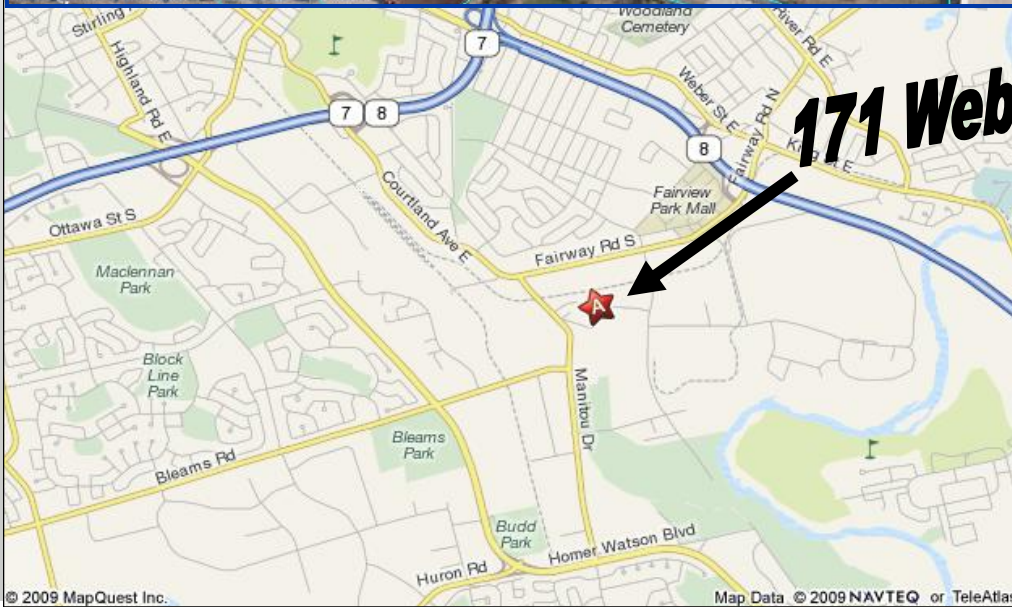 Woodland
Cemetery
Stirling
River Rd E
7
Highland Rd E
Weber St E
7 8
171 Web
8
Fairway Rd N
King St E
Courtland Ave E
Fairview
Park Mall
Ottawa St S
Fairway Rd S
Maclennan
Park
A
Block
Line
Park
Manitou Dr
Bleams
Park
Bleams Rd
Budd
Park
Homer Watson Blvd
Huron Rd
© 2009 MapQuest Inc.
Map Data © 2009 NAVTEQ or TeleAtlas